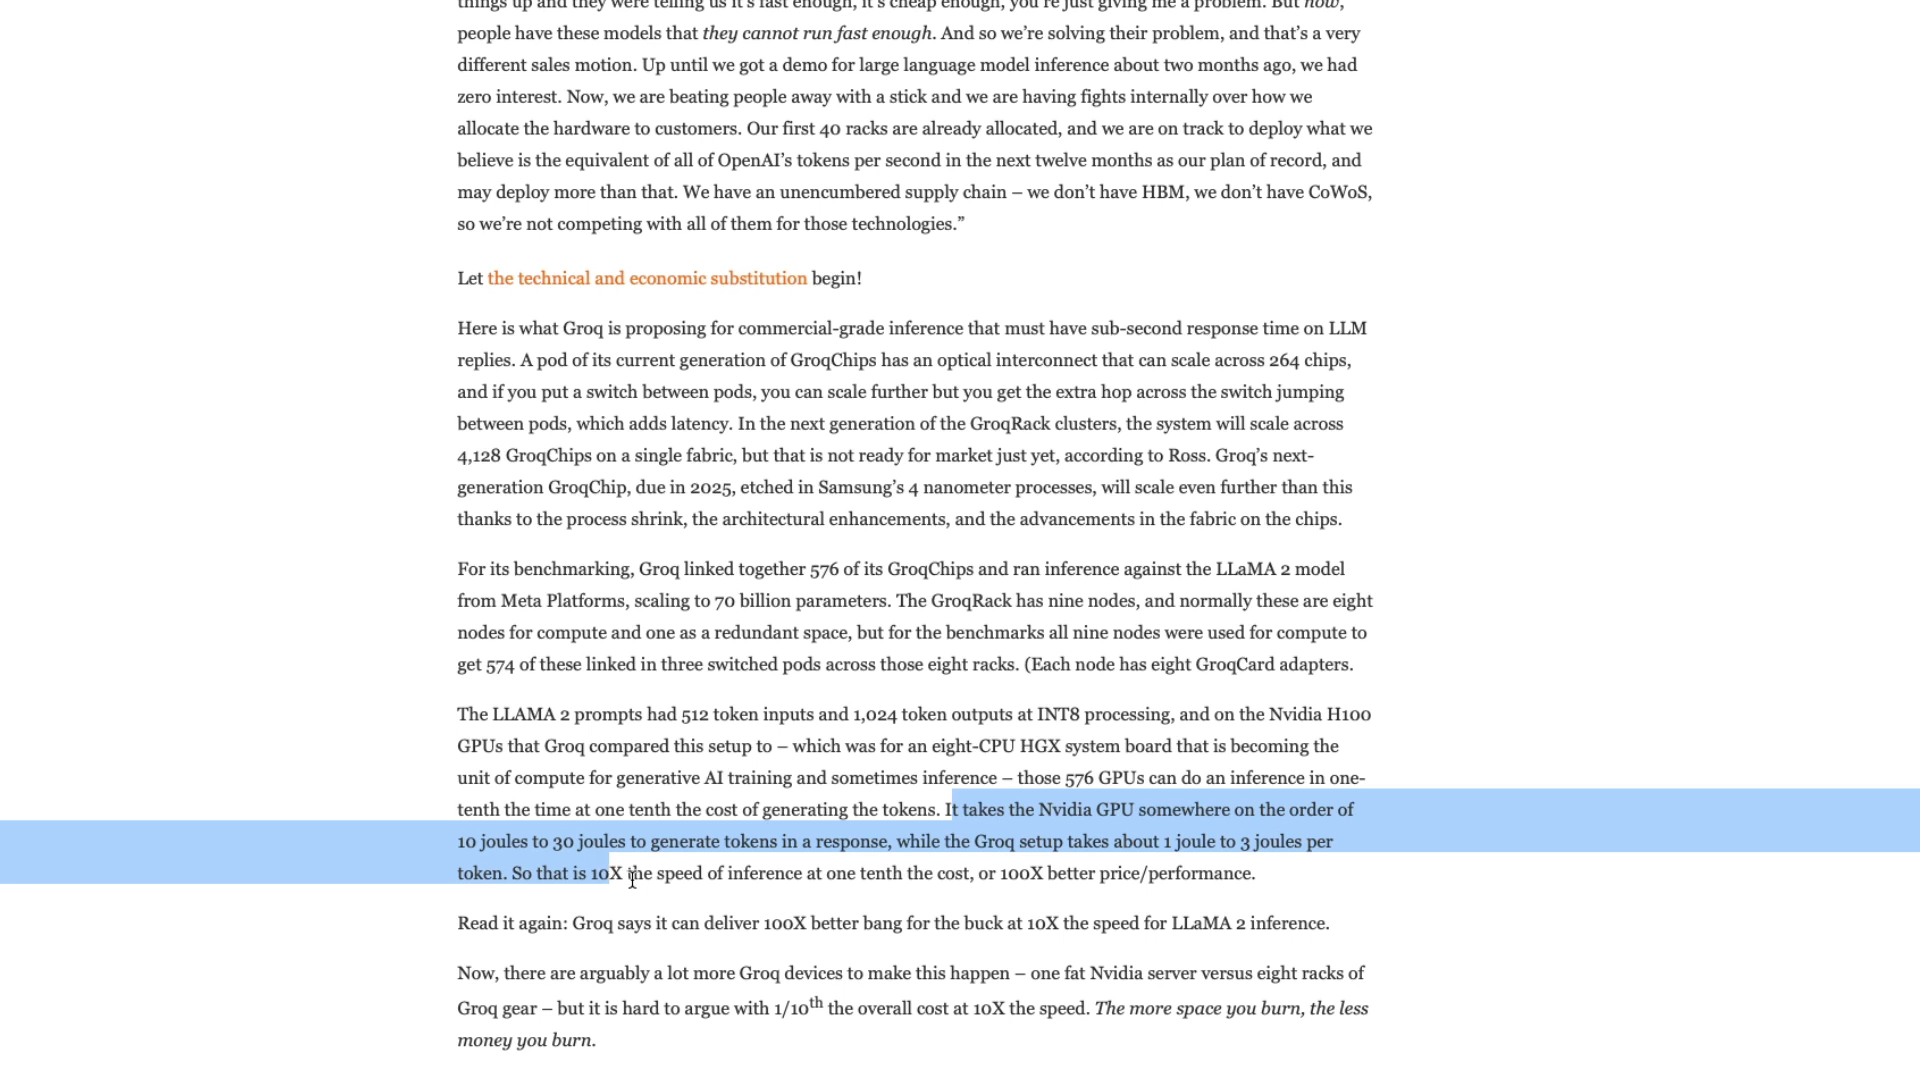 things up and they were telling us it's fast enough, it's cheap enough, you're just giving me a problem. But now,
people have these models that they cannot run fast enough. And so we're solving their problem, and that's a very
different sales motion. Up until we got a demo for large language model inference about two months ago, we had
zero interest. Now, we are beating people away with a stick and we are having fights internally over how we
allocate the hardware to customers. Our first 40 racks are already allocated, and we are on track to deploy what we
believe is the equivalent of all of OpenAI's tokens per second in the next twelve months as our plan of record, and
may deploy more than that. We have an unencumbered supply chain – we don't have HBM, we don't have CoWoS,
so we're not competing with all of them for those technologies.”
Let the technical and economic substitution begin!
Here is what Groq is proposing for commercial-grade inference that must have sub-second response time on LLM
replies. A pod of its current generation of GroqChips has an optical interconnect that can scale across 264 chips,
and if you put a switch between pods, you can scale further but you get the extra hop across the switch jumping
between pods, which adds latency. In the next generation of the GroqRack clusters, the system will scale across
4,128 GroqChips on a single fabric, but that is not ready for market just yet, according to Ross. Groq's next-
generation GroqChip, due in 2025, etched in Samsung's 4 nanometer processes, will scale even further than this
thanks to the process shrink, the architectural enhancements, and the advancements in the fabric on the chips.
For its benchmarking, Groq linked together 576 of its GroqChips and ran inference against the LLaMA 2 model
from Meta Platforms, scaling to 70 billion parameters. The GroqRack has nine nodes, and normally these are eight
nodes for compute and one as a redundant space, but for the benchmarks all nine nodes were used for compute to
get 574 of these linked in three switched pods across those eight racks. (Each node has eight GroqCard adapters.
The LLAMA 2 prompts had 512 token inputs and 1,024 token outputs at INT8 processing, and on the Nvidia H100
GPUs that Groq compared this setup to – which was for an eight-CPU HGX system board that is becoming the
unit of compute for generative AI training and sometimes inference – those 576 GPUs can do an inference in one-
tenth the time at one tenth the cost of generating the tokens. It takes the Nvidia GPU somewhere on the order of
10 joules to 30 joules to generate tokens in a response, while the Groq setup takes about 1 joule to 3 joules per
token. So that is 10X the speed of inference at one tenth the cost, or 100X better price/performance.
Read it again: Groq says it can deliver 100X better bang for the buck at 10X the speed for LLaMA 2 inference.
Now, there are arguably a lot more Groq devices to make this happen – one fat Nvidia server versus eight racks of
Groq gear – but it is hard to argue with 1/10th the overall cost at 10X the speed. The more space you burn, the less
money you burn.